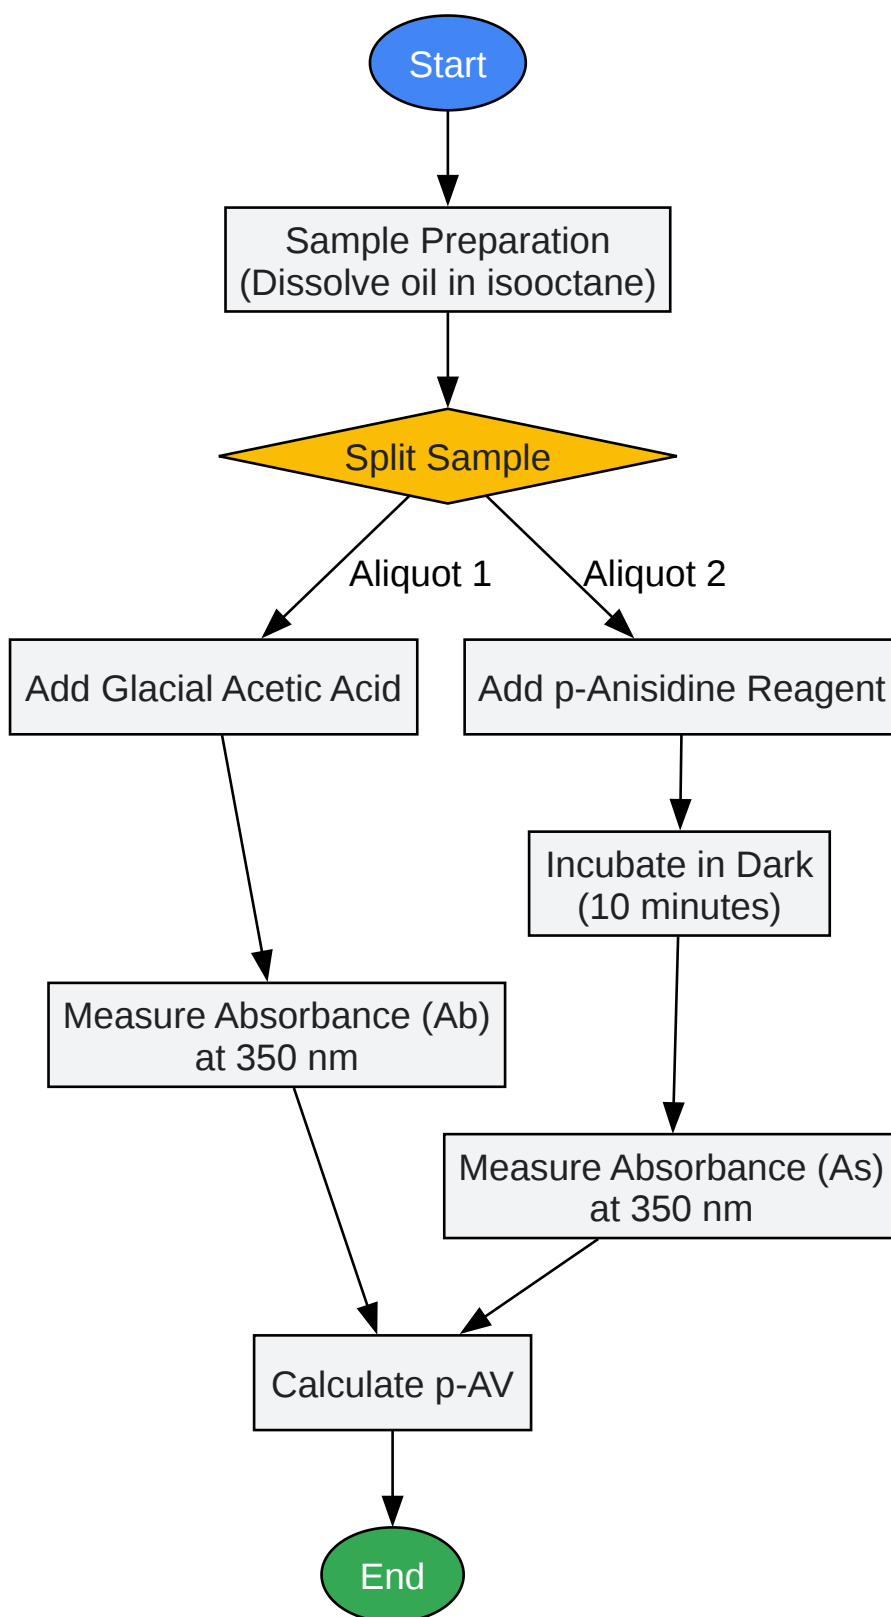 Start
Sample Preparation
(Dissolve oil in isooctane)
Split Sample
Aliquot 1
Aliquot 2
Add Glacial Acetic Acid
Add p-Anisidine Reagent
Incubate in Dark
(10 minutes)
Measure Absorbance (Ab)
at 350 nm
Measure Absorbance (As)
at 350 nm
Calculate p-AV
End